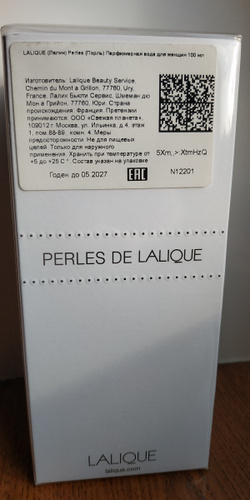 LALIQUE (Лалик) Perles (Перль) Парфюмерная вода для женщин 100 мл
Изготовитель: Lalique Beauty Service,
Chemin du Mont a Grillon, 77760, Ury,
France, Лалик Бьюти Сервис, Шмеман дю
Мон а Грийон, 77760, Юри. Страна
происхождения: Франция. Претензии
принимаются: ООО «Свежая планета»,
109012 г. Москва, ул. Ильинка, д.4, этаж
1, пом.88-89, комн. 4. Меры
предосторожности: Не для пищевых
целей. Только для наружного
применения. Хранить при температуре от
+5 до +25 C°. Состав указан на упаковке
Годен до 05.2027
EAC
5Xm,.>:XtmHzQ
N12201
PERLES DE LALIQUE
LALIQUE
lalique.com